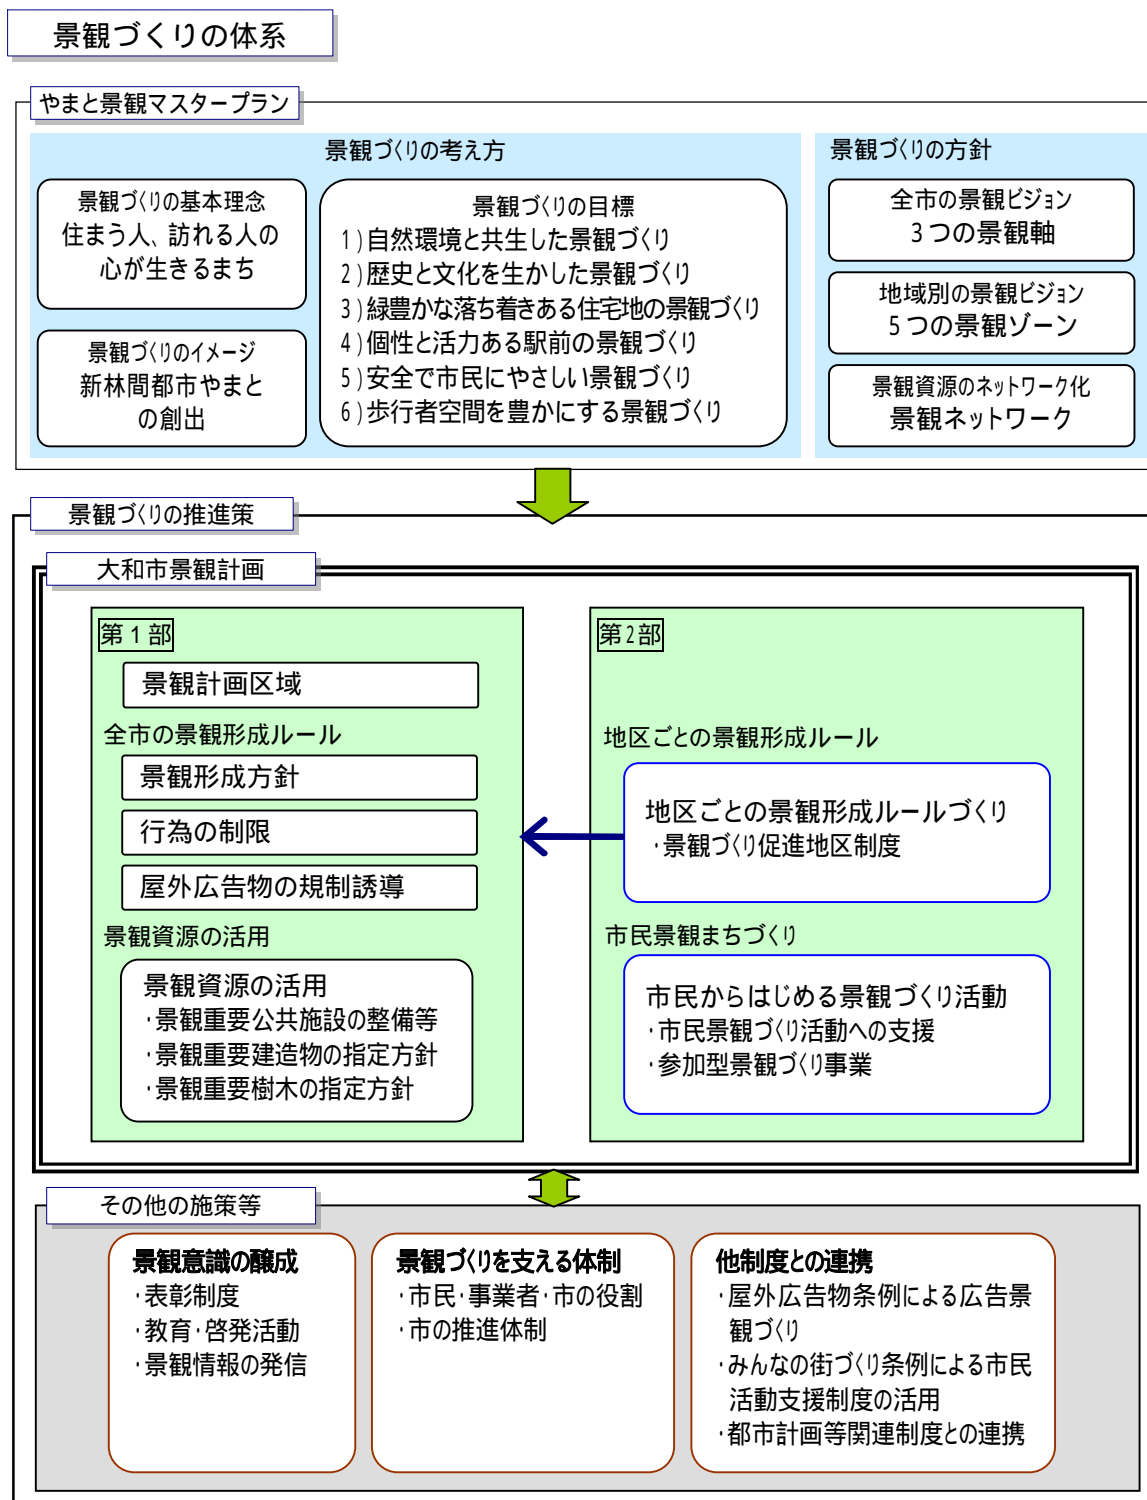 景観づくりの体系
やまと景観マスタープラン
景観づくりの考え方
景観づくりの基本理念
住まう人、訪れる人の
心が生きるまち
景観づくりのイメージ
新林間都市やまと
の創出
景観づくりの目標
1)自然環境と共生した景観づくり
2)歴史と文化を生かした景観づくり
3)緑豊かな落ち着きある住宅地の景観づくり
4)個性と活力ある駅前の景観づくり
5)安全で市民にやさしい景観づくり
6)歩行者空間を豊かにする景観づくり
景観づくりの方針
全市の景観ビジョン
3つの景観軸
地域別の景観ビジョン
5つの景観ゾーン
景観資源のネットワーク化
景観ネットワーク
景観づくりの推進策
大和市景観計画
第1部
景観計画区域
全市の景観形成ルール
景観形成方針
行為の制限
屋外広告物の規制誘導
景観資源の活用
景観資源の活用
・景観重要公共施設の整備等
・景観重要建造物の指定方針
・景観重要樹木の指定方針
第2部
地区ごとの景観形成ルール
地区ごとの景観形成ルールづくり
・景観づくり促進地区制度
市民景観まちづくり
市民からはじめる景観づくり活動
・市民景観づくり活動への支援
・参加型景観づくり事業
その他の施策等
景観意識の醸成
・表彰制度
・教育・啓発活動
・景観情報の発信
景観づくりを支える体制
・市民・事業者・市の役割
・市の推進体制
他制度との連携
・屋外広告物条例による広告景
観づくり
・みんなの街づくり条例による市民
活動支援制度の活用
・都市計画等関連制度との連携